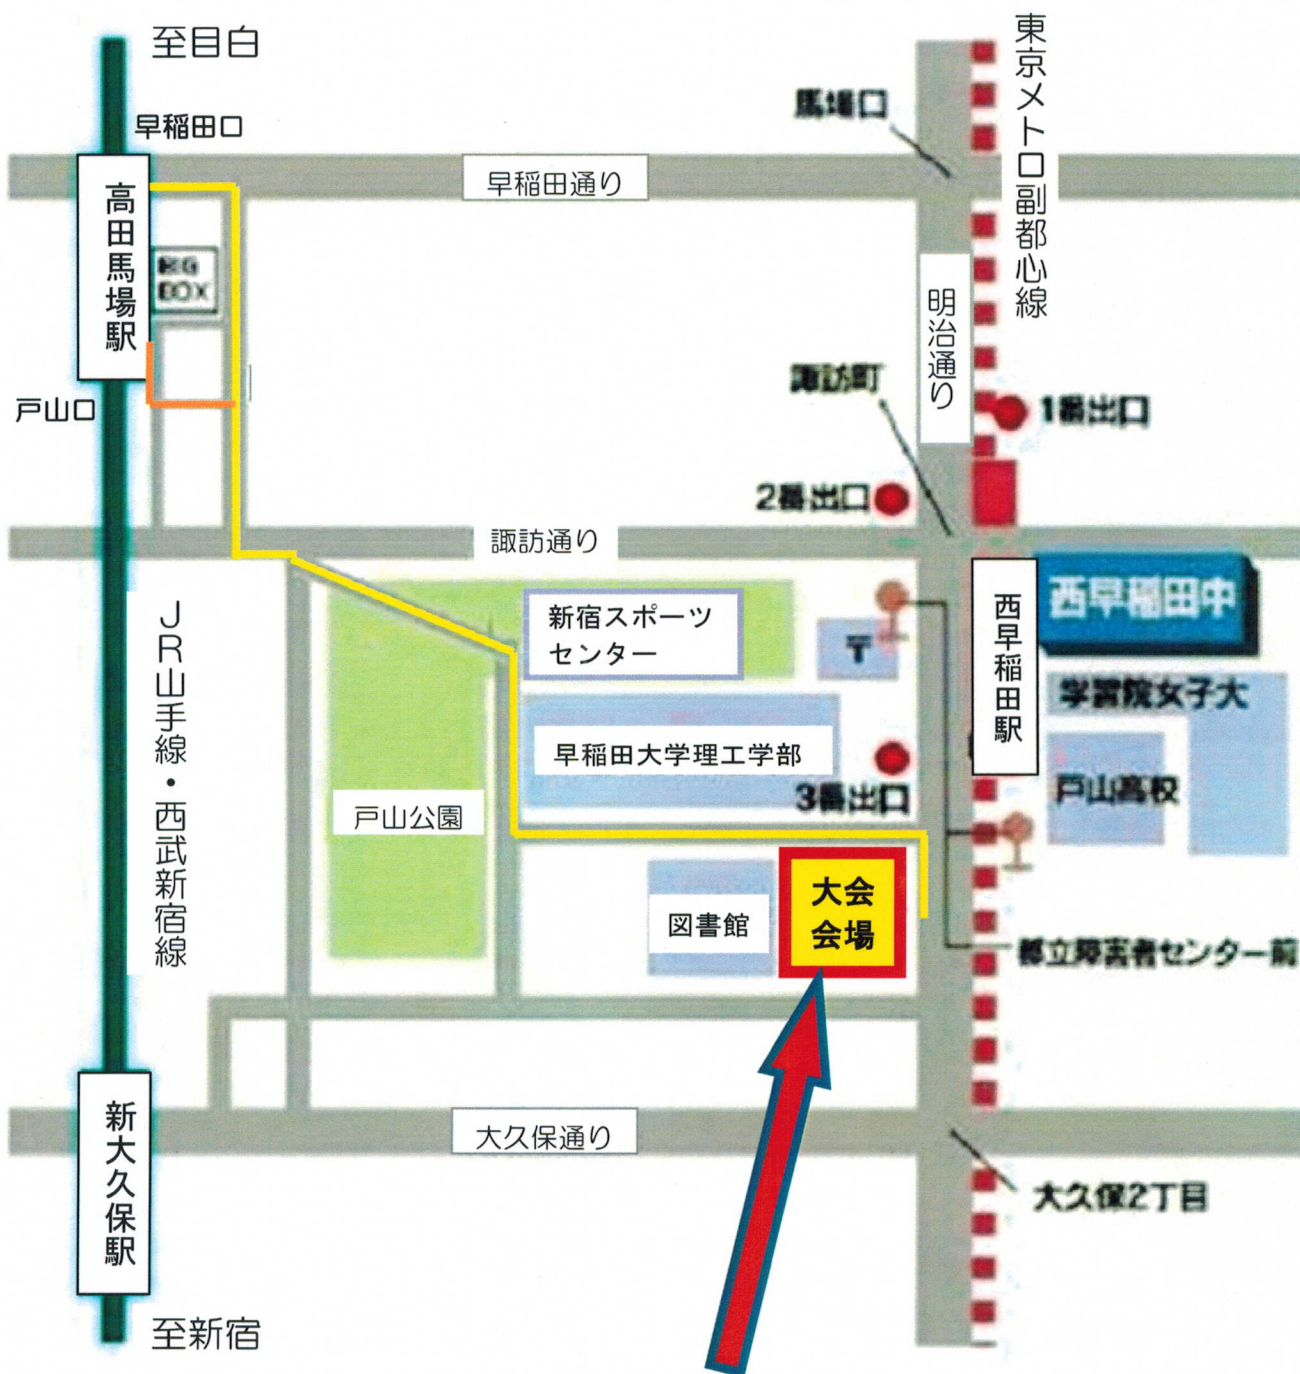 至目白
早稲田口
馬場口
東京メトロ副都心線
高田馬場駅
早稲田通り
BIG
BOX
明治通り
諏訪町
1番出口
戸山口
2番出口
諏訪通り
西早稲田中
西早稲田駅
新宿スポーツ
センター
〒
JR山手線・西武新宿線
学習院女子大
早稲田大学理工学部
3番出口
戸山高校
戸山公園
大会
会場
図書館
都立障害者センター前
新大久保駅
大久保通り
大久保2丁目
至新宿